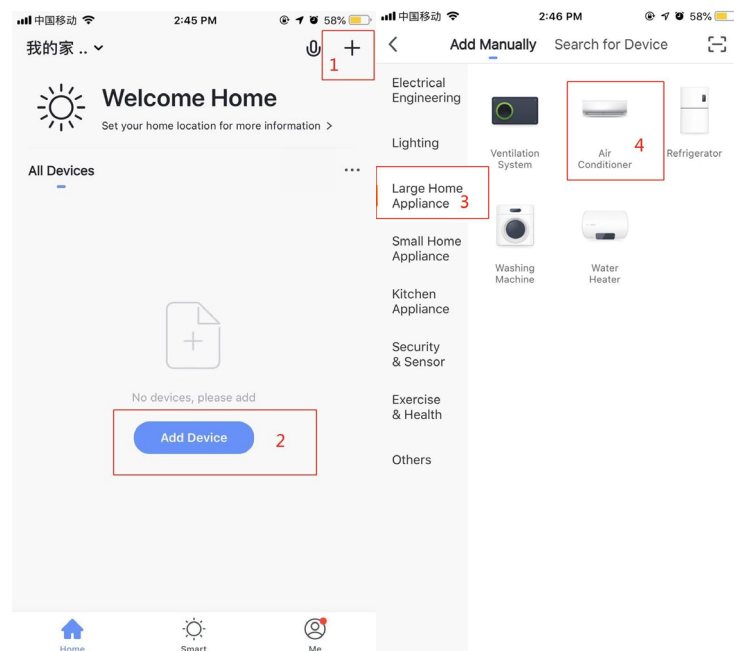 中国移动
2:45 PM
58%
我的家 ..
1
Welcome Home
Set your home location for more information >
All Devices
No devices, please add
Add Device
2
Home
Smart
Me
中国移动
2:46 PM
58%
Add Manually
Search for Device
Electrical
Engineering
Lighting
Large Home
Appliance
3
Small Home
Appliance
Kitchen
Appliance
Security
& Sensor
Exercise
& Health
Others
Ventilation
System
Air
Conditioner
4
Refrigerator
Washing
Machine
Water
Heater